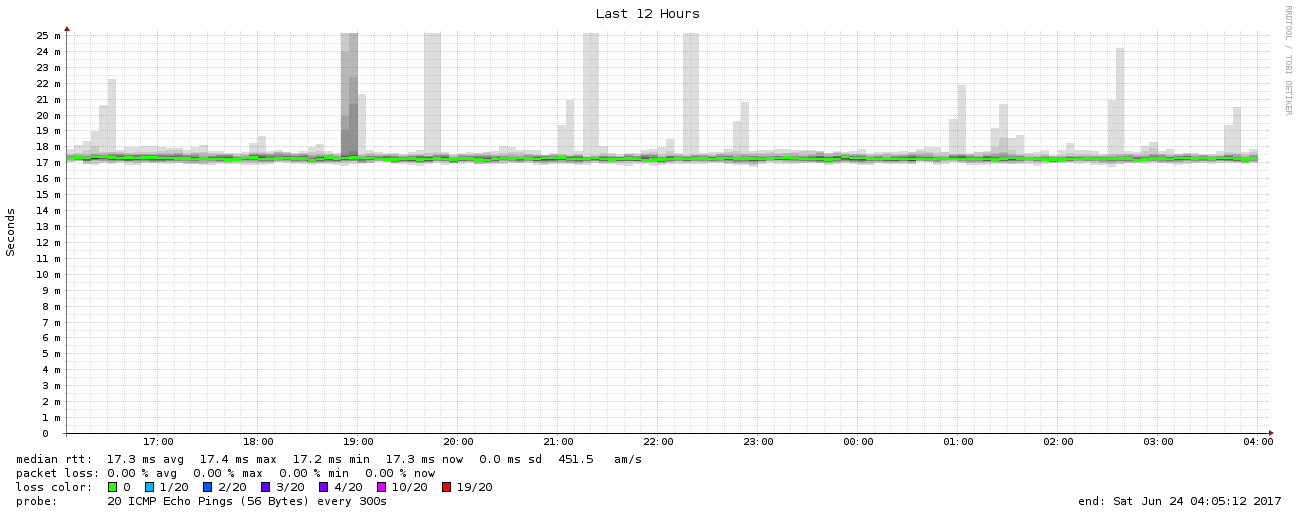 Last 12 Hours
RRDTOOL / TOBI OETIKER
Seconds
25 m
24 m
23 m
22 m
21 m
20 m
19 m
18 m
17 m
16 m
15 m
14 m
13 m
12 m
11 m
10 m
9 m
8 m
7 m
6 m
5 m
4 m
3 m
2 m
1 m
0
17:00 18:00 19:00 20:00 21:00 22:00 23:00 00:00 01:00 02:00 03:00 04:00
median rtt: 17.3 ms avg 17.4 ms max 17.2 ms min 17.3 ms now 0.0 ms sd 451.5 am/s
packet loss: 0.00 % avg 0.00 % max 0.00 % min 0.00 % now
loss color: 0 1/20 2/20 3/20 4/20 10/20 19/20
probe: 20 ICMP Echo Pings (56 Bytes) every 300s end: Sat Jun 24 04:05:12 2017